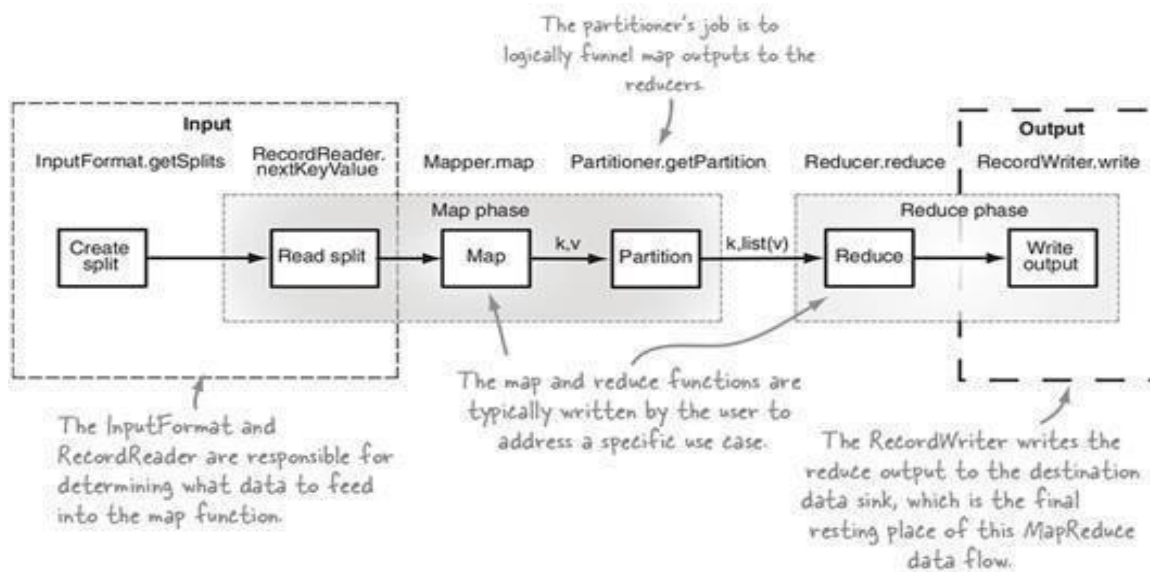 The partitioner's job is to
logically funnel map outputs to the
reducers.
Input
Output
InputFormat.getSplits
RecordReader.
nextKeyValue
Mapper.map
Partitioner.getPartition
Reducer.reduce
RecordWriter.write
Map phase
Reduce phase
Create
split
Read split
Map
k,v
Partition
k,list(v)
Reduce
Write
output
The InputFormat and
RecordReader are responsible for
determining what data to feed
into the map function.
The map and reduce functions are
typically written by the user to
address a specific use case.
The RecordWriter writes the
reduce output to the destination
data sink, which is the final
resting place of this MapReduce
data flow.